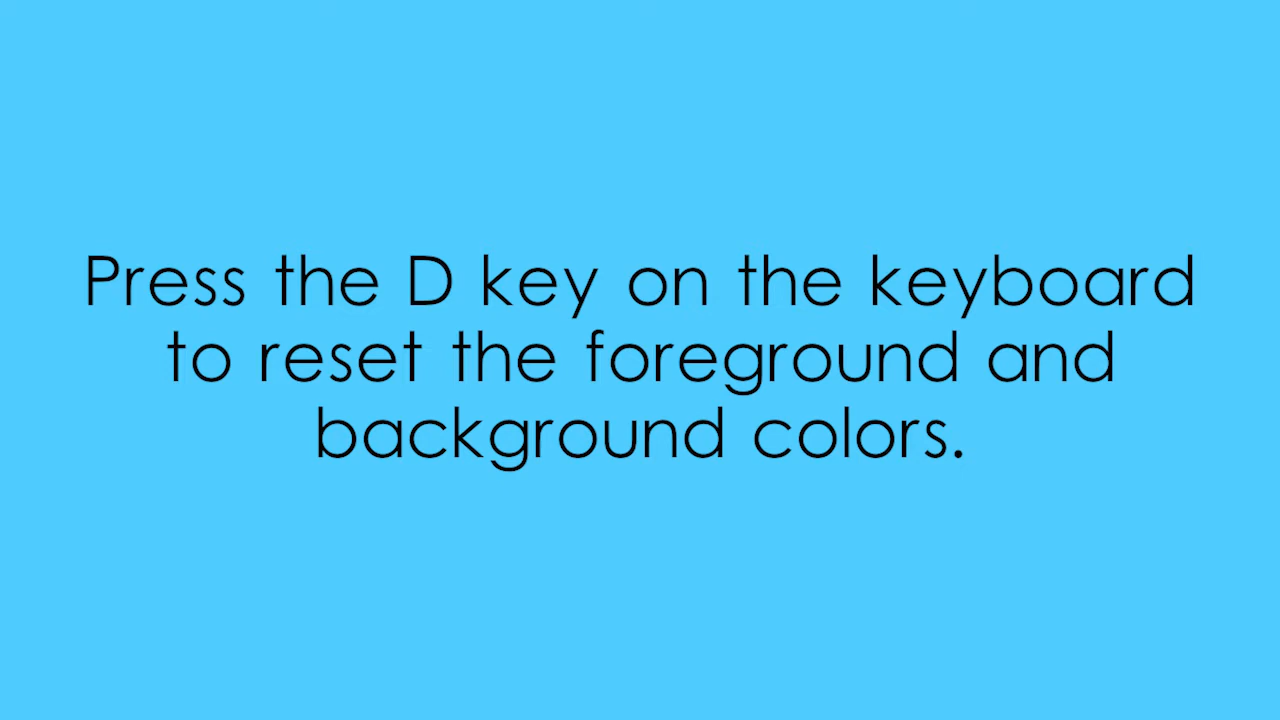 Press the D key on the keyboard
to reset the foreground and
background colors.